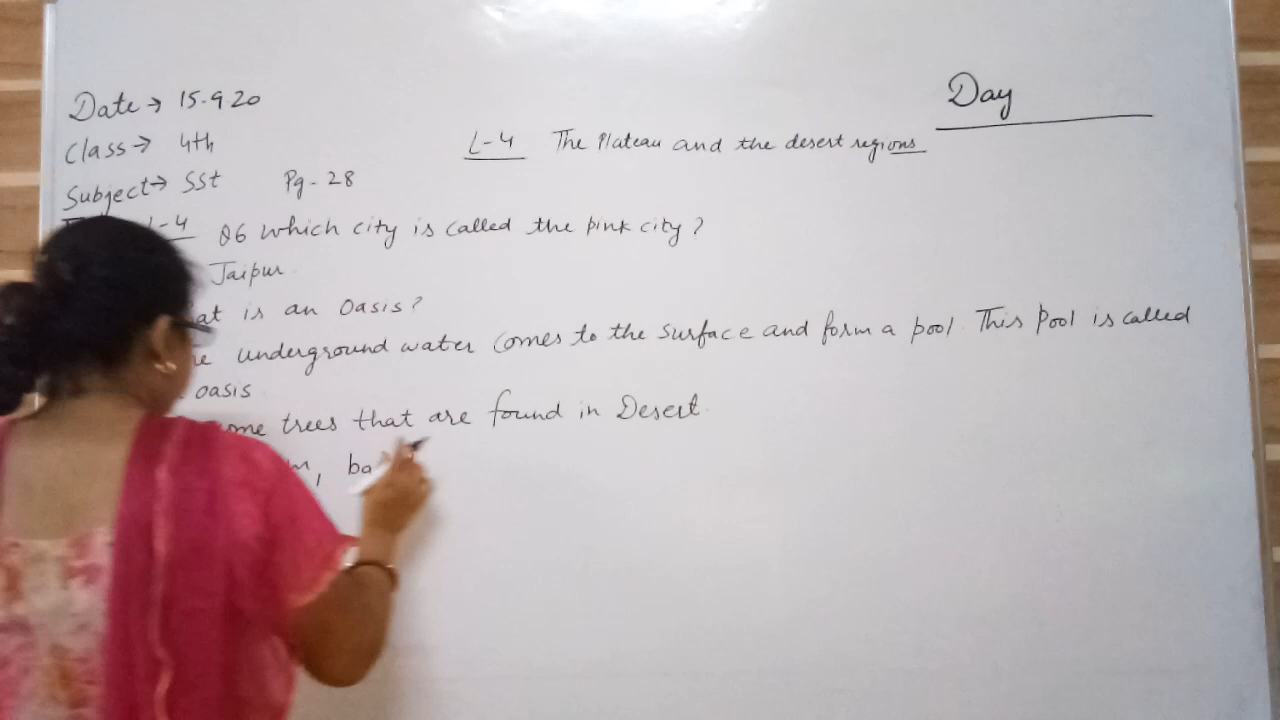 Day
Date → 15.9.20
Class → 4th
L-4 The Plateau and the desert regions
Subject → SSt Pg - 28
L-4 Q6 Which city is called the pink city?
Jaipur
at is an Oasis?
underground water comes to the surface and form a pool. This pool is called
oasis
ome trees that are found in Desert.
m, ba